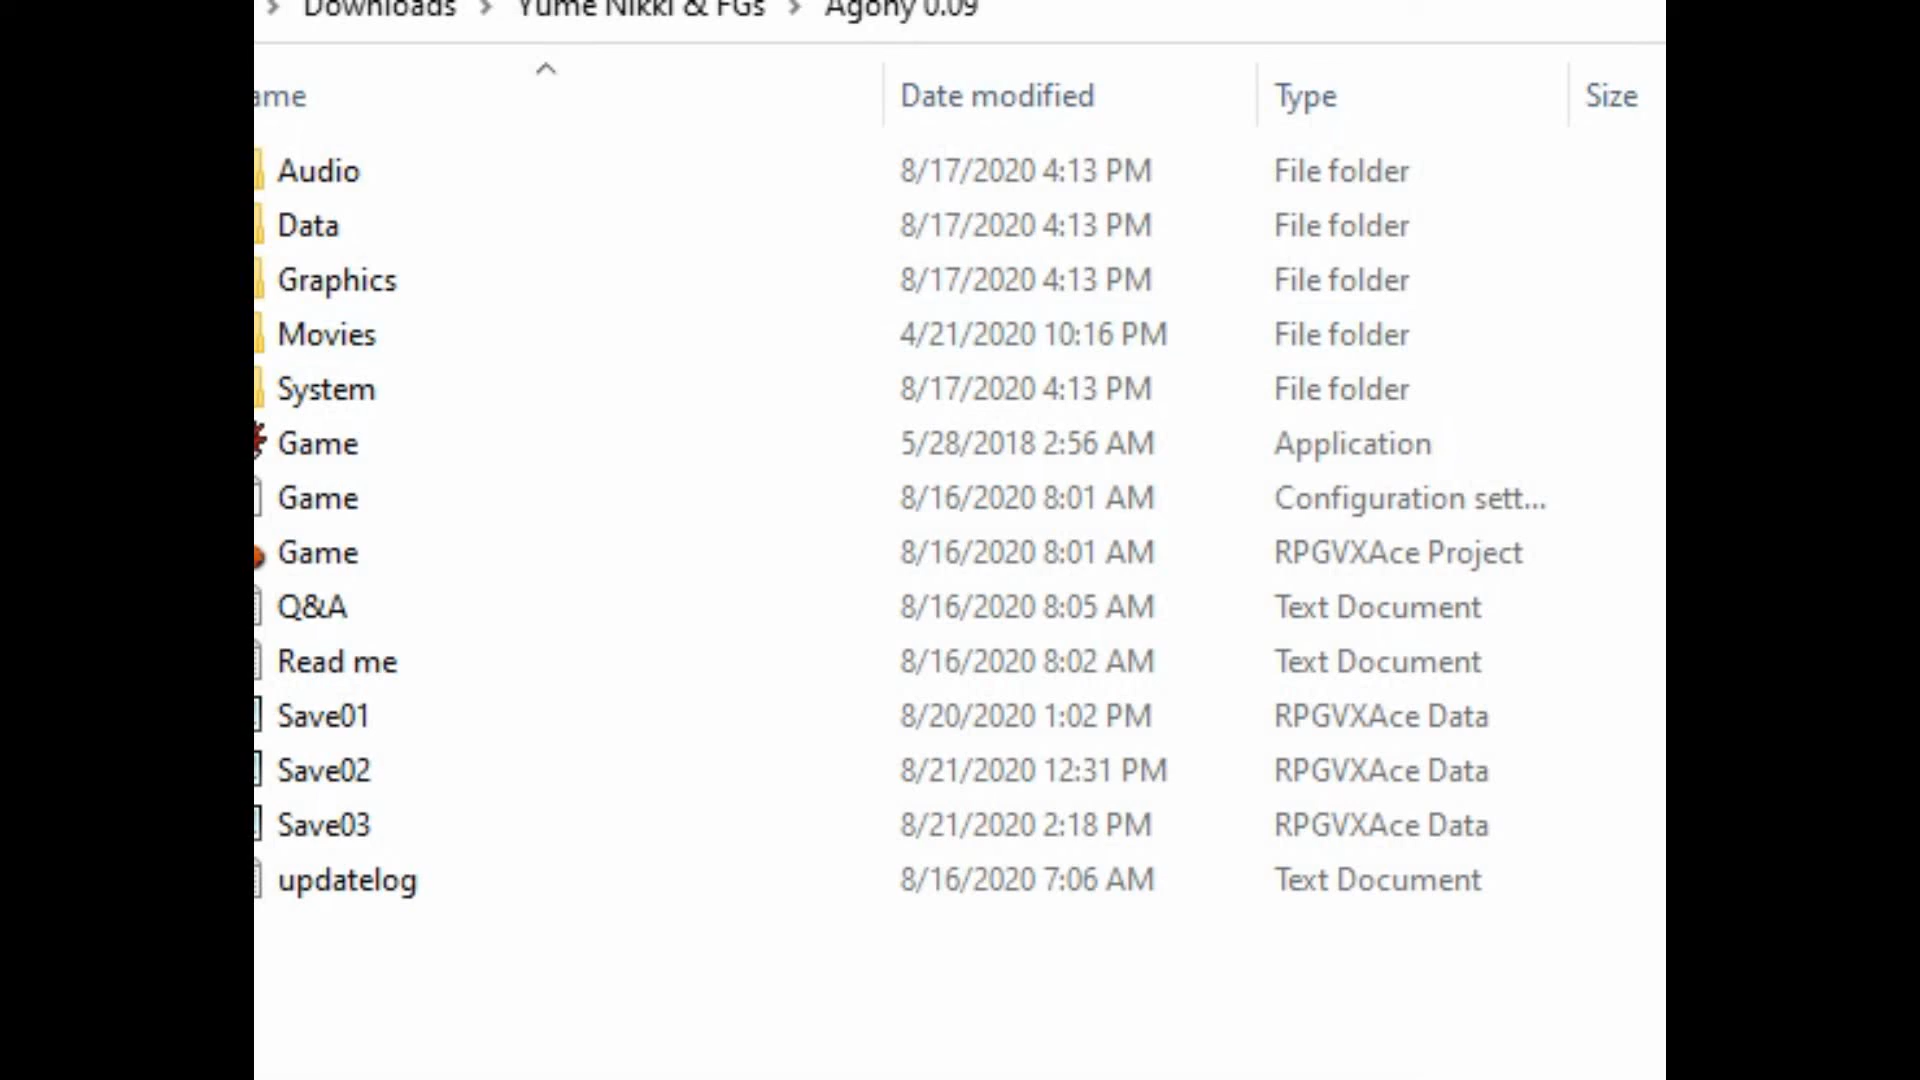 > Downloads > Yume Nikki & FGs > Agony 0.09
ame Date modified Type Size
Audio 8/17/2020 4:13 PM File folder
Data 8/17/2020 4:13 PM File folder
Graphics 8/17/2020 4:13 PM File folder
Movies 4/21/2020 10:16 PM File folder
System 8/17/2020 4:13 PM File folder
Game 5/28/2018 2:56 AM Application
Game 8/16/2020 8:01 AM Configuration sett...
Game 8/16/2020 8:01 AM RPGVXAce Project
Q&A 8/16/2020 8:05 AM Text Document
Read me 8/16/2020 8:02 AM Text Document
Save01 8/20/2020 1:02 PM RPGVXAce Data
Save02 8/21/2020 12:31 PM RPGVXAce Data
Save03 8/21/2020 2:18 PM RPGVXAce Data
updatelog 8/16/2020 7:06 AM Text Document